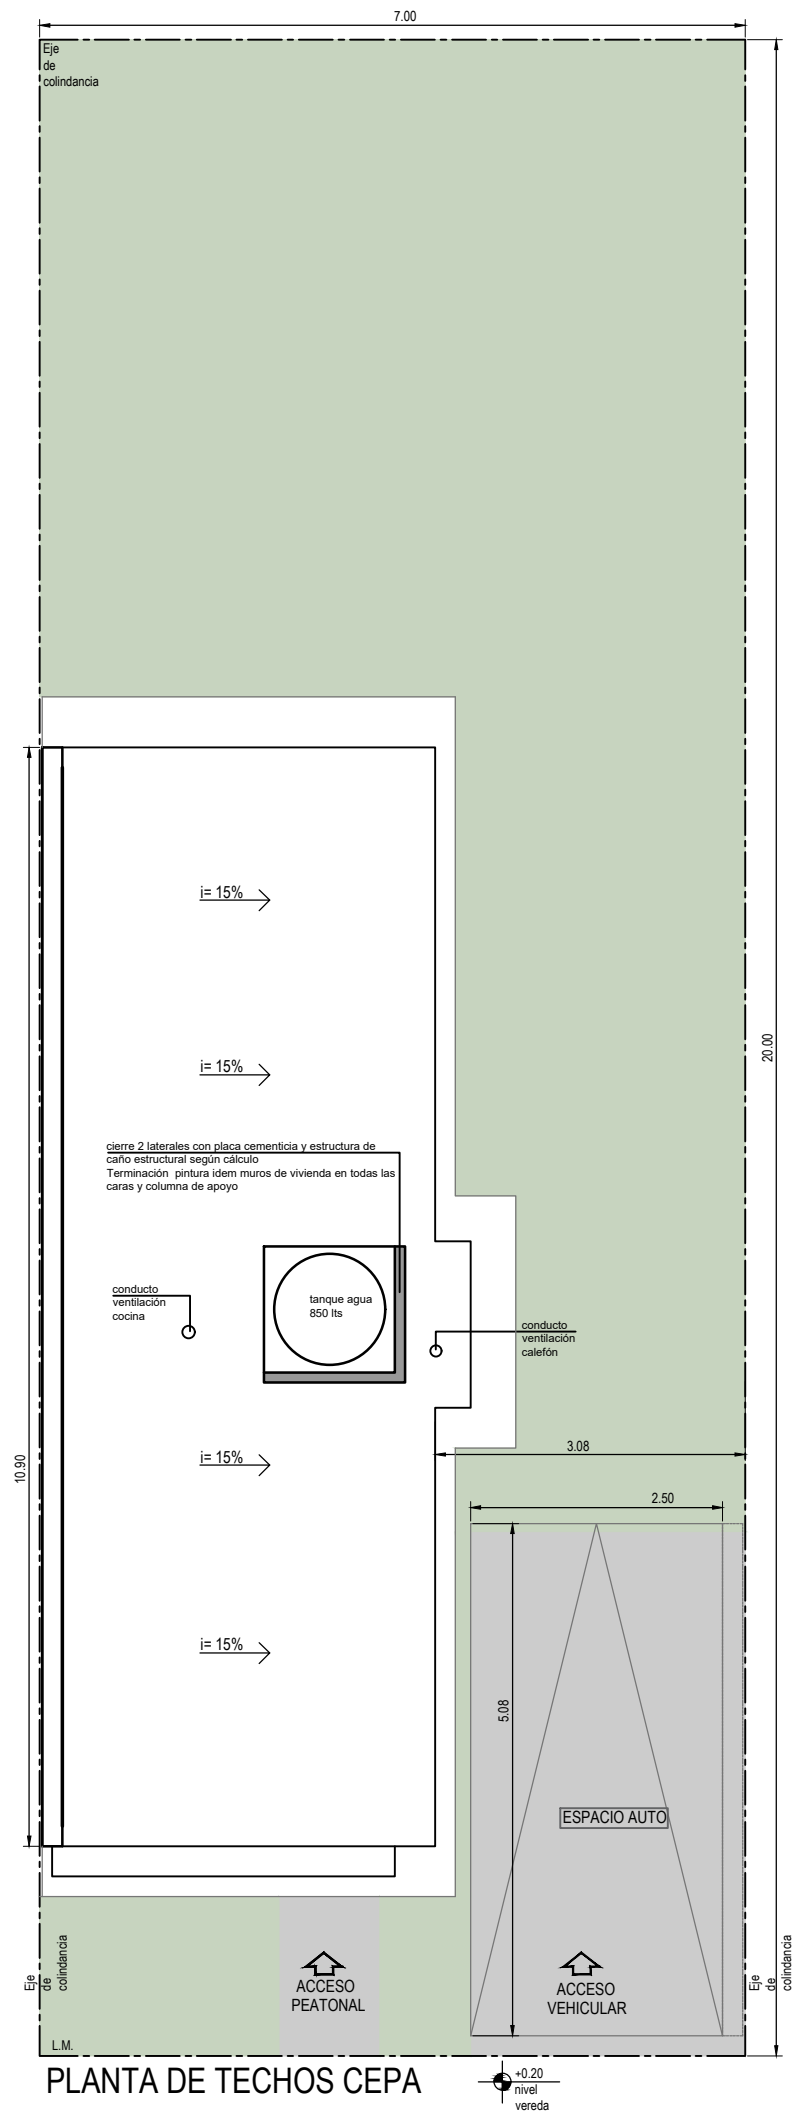 7.00
Eje
de
colindancia
i= 15%
i= 15%
20.00
cierre 2 laterales con placa cementicia y estructura de
caño estructural según cálculo
Terminación pintura idem muros de vivienda en todas las
caras y columna de apoyo
conducto
ventilación
cocina
tanque agua
850 lts
conducto
ventilación
calefón
10.90
i= 15%
3.08
2.50
i= 15%
5.08
ESPACIO AUTO
Eje
de
colindancia
ACCESO
PEATONAL
ACCESO
VEHICULAR
Eje
de
colindancia
L.M.
PLANTA DE TECHOS CEPA
+0.20
nivel
vereda